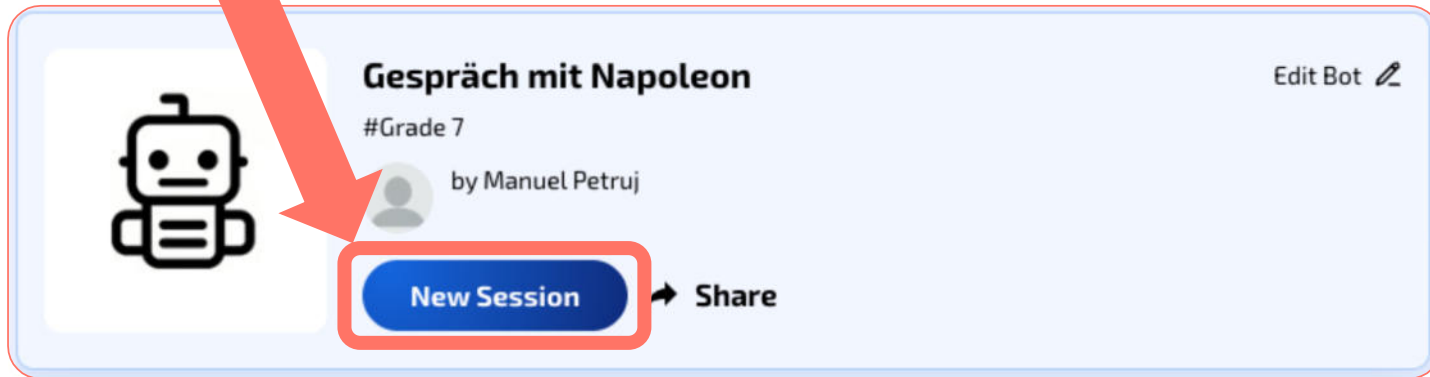 Gespräch mit Napoleon
Edit Bot
#Grade 7
by Manuel Petruj
New Session
Share